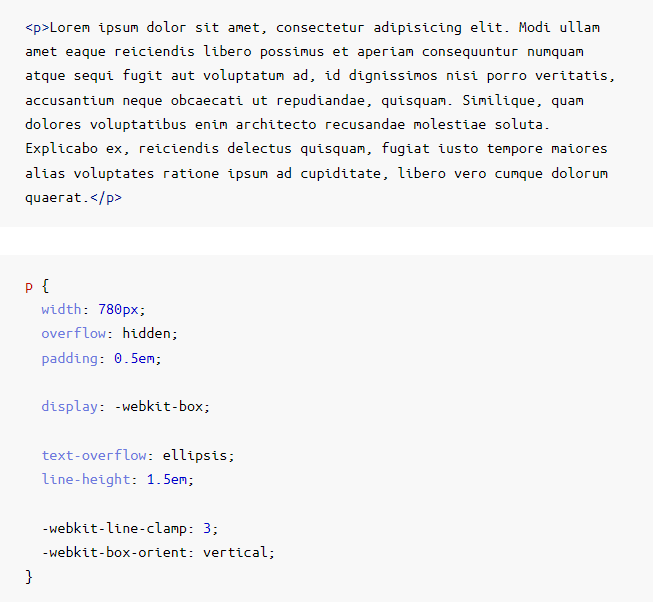 <p>Lorem ipsum dolor sit amet, consectetur adipisicing elit. Modi ullam
amet eaque reiciendis libero possimus et aperiam consequuntur numquam
atque sequi fugit aut voluptatum ad, id dignissimos nisi porro veritatis,
accusantium neque obcaecati ut repudiandae, quisquam. Similique, quam
dolores voluptatibus enim architecto recusandae molestiae soluta.
Explicabo ex, reiciendis delectus quisquam, fugiat iusto tempore maiores
alias voluptates ratione ipsum ad cupiditate, libero vero cumque dolorum
quaerat.</p>
p {
  width: 780px;
  overflow: hidden;
  padding: 0.5em;
  display: -webkit-box;
  text-overflow: ellipsis;
  line-height: 1.5em;
  -webkit-line-clamp: 3;
  -webkit-box-orient: vertical;
}